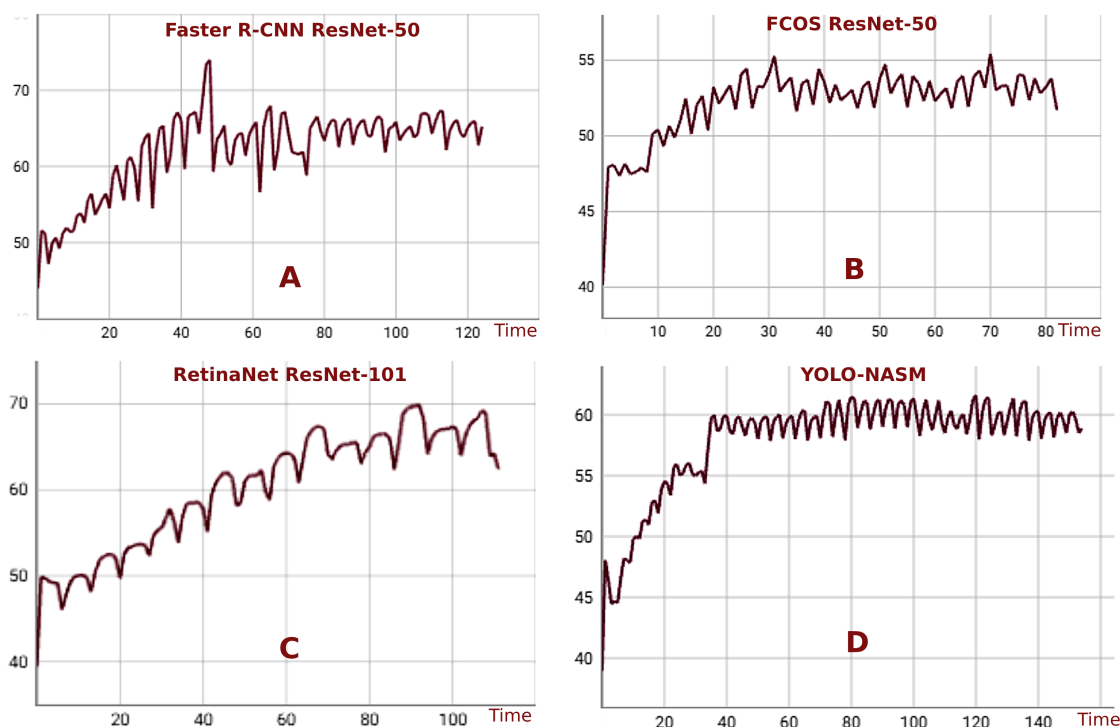 Faster R-CNN ResNet-50
70
60
50
A
20 40 60 80 100 120 Time
FCOS ResNet-50
55
50
45
40
B
10 20 30 40 50 60 70 80 Time
RetinaNet ResNet-101
70
60
50
40
C
20 40 60 80 100 Time
YOLO-NASM
60
55
50
45
40
D
20 40 60 80 100 120 140 Time